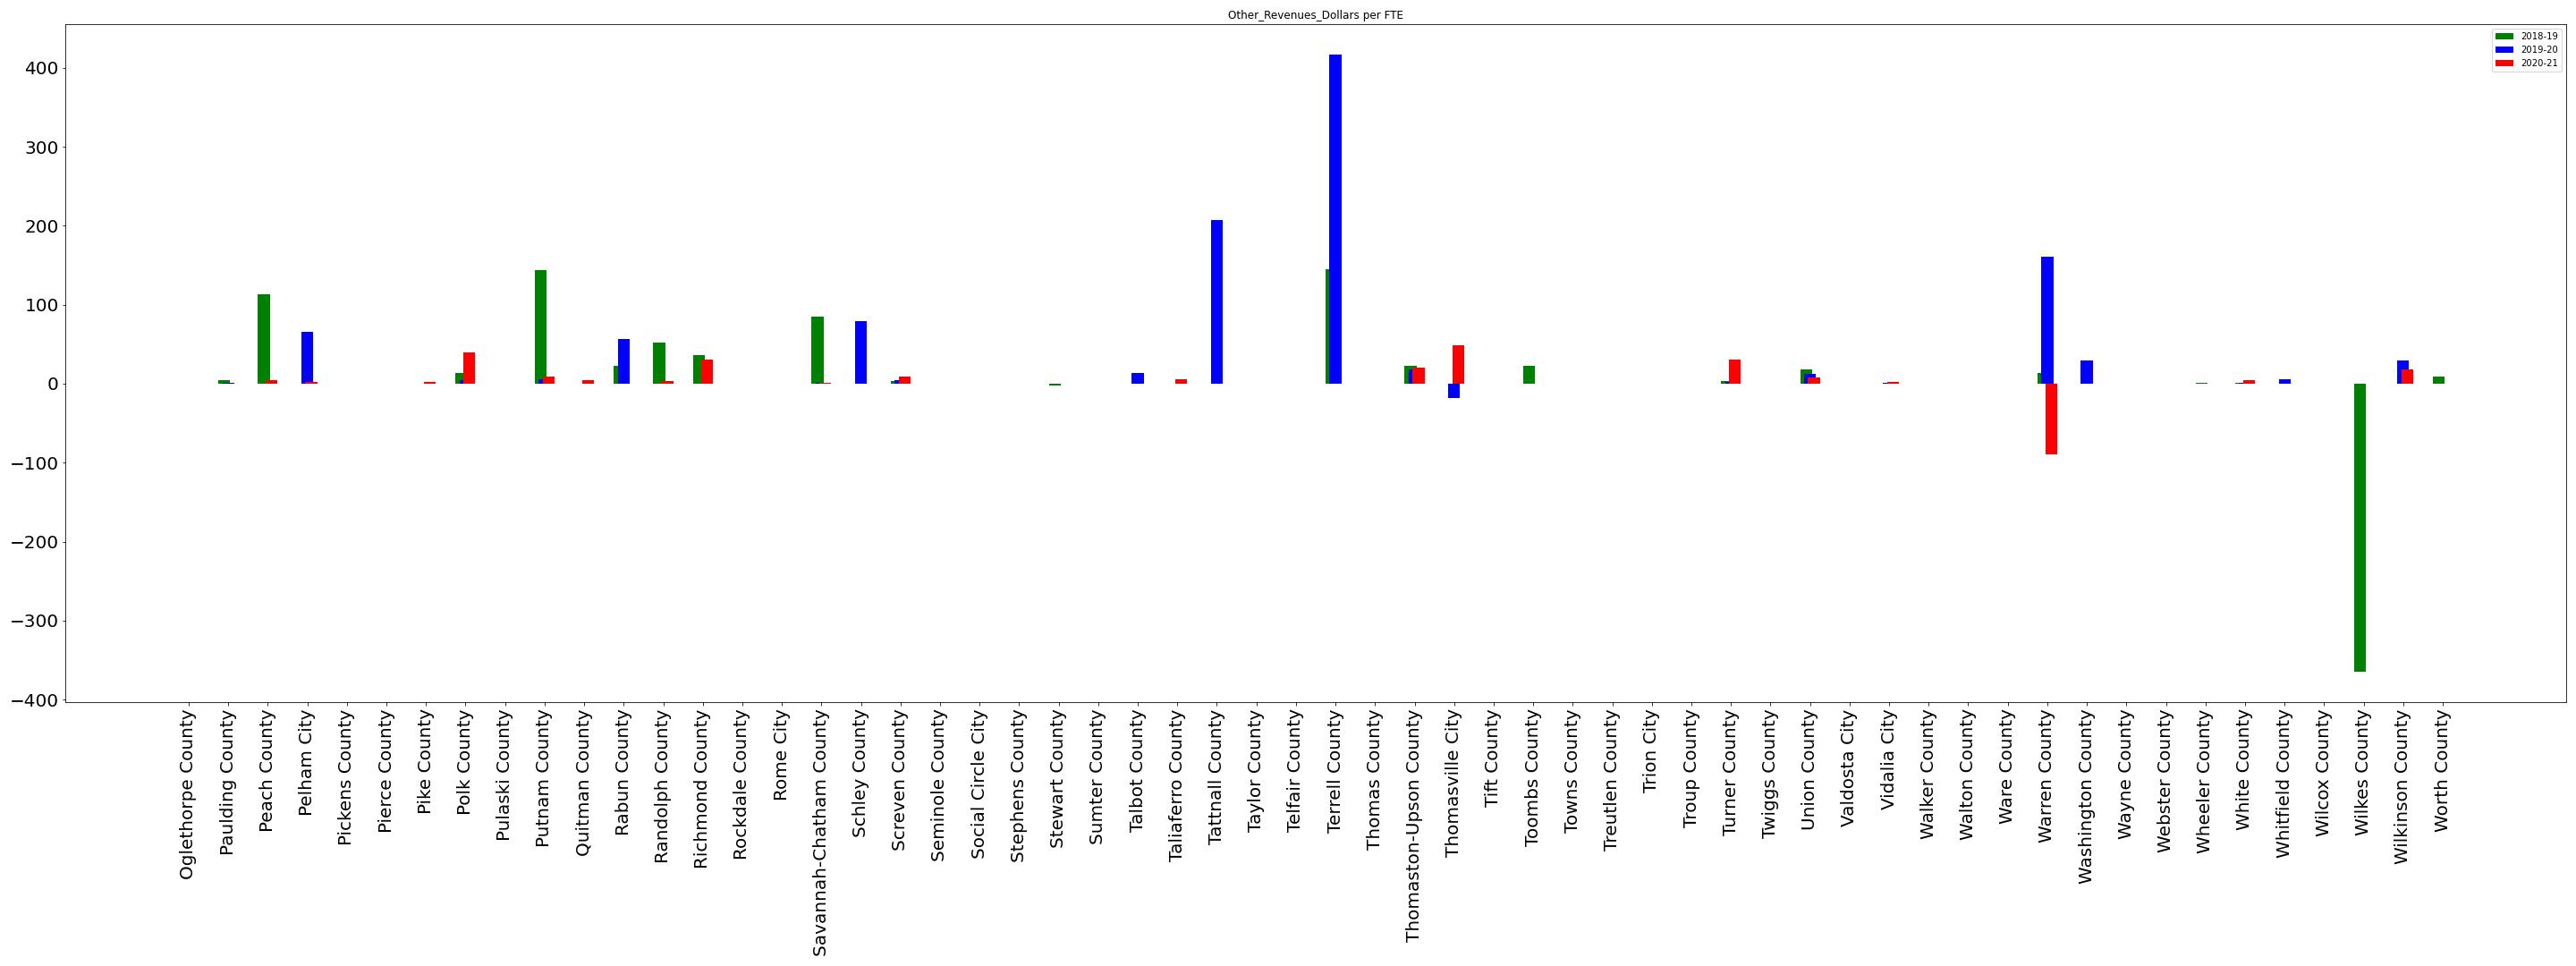 Other_Revenues_Dollars per FTE
2018-19
2019-20
2020-21
400
300
200
100
0
−100
−200
−300
−400
Oglethorpe County
Paulding County
Peach County
Pelham City
Pickens County
Pierce County
Pike County
Polk County
Pulaski County
Putnam County
Quitman County
Rabun County
Randolph County
Richmond County
Rockdale County
Rome City
Savannah-Chatham County
Schley County
Screven County
Seminole County
Social Circle City
Stephens County
Stewart County
Sumter County
Talbot County
Taliaferro County
Tattnall County
Taylor County
Telfair County
Terrell County
Thomas County
Thomaston-Upson County
Thomasville City
Tift County
Toombs County
Towns County
Treutlen County
Trion City
Troup County
Turner County
Twiggs County
Union County
Valdosta City
Vidalia City
Walker County
Walton County
Ware County
Warren County
Washington County
Wayne County
Webster County
Wheeler County
White County
Whitfield County
Wilcox County
Wilkes County
Wilkinson County
Worth County